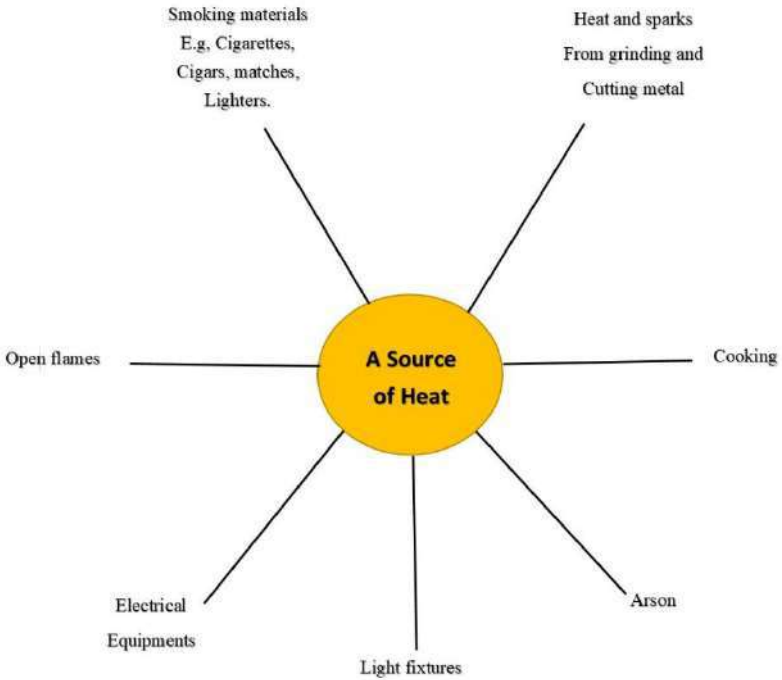 Smoking materials
E.g, Cigarettes,
Cigars, matches,
Lighters.
Heat and sparks
From grinding and
Cutting metal
Open flames
A Source
of Heat
Cooking
Electrical
Equipments
Light fixtures
Arson